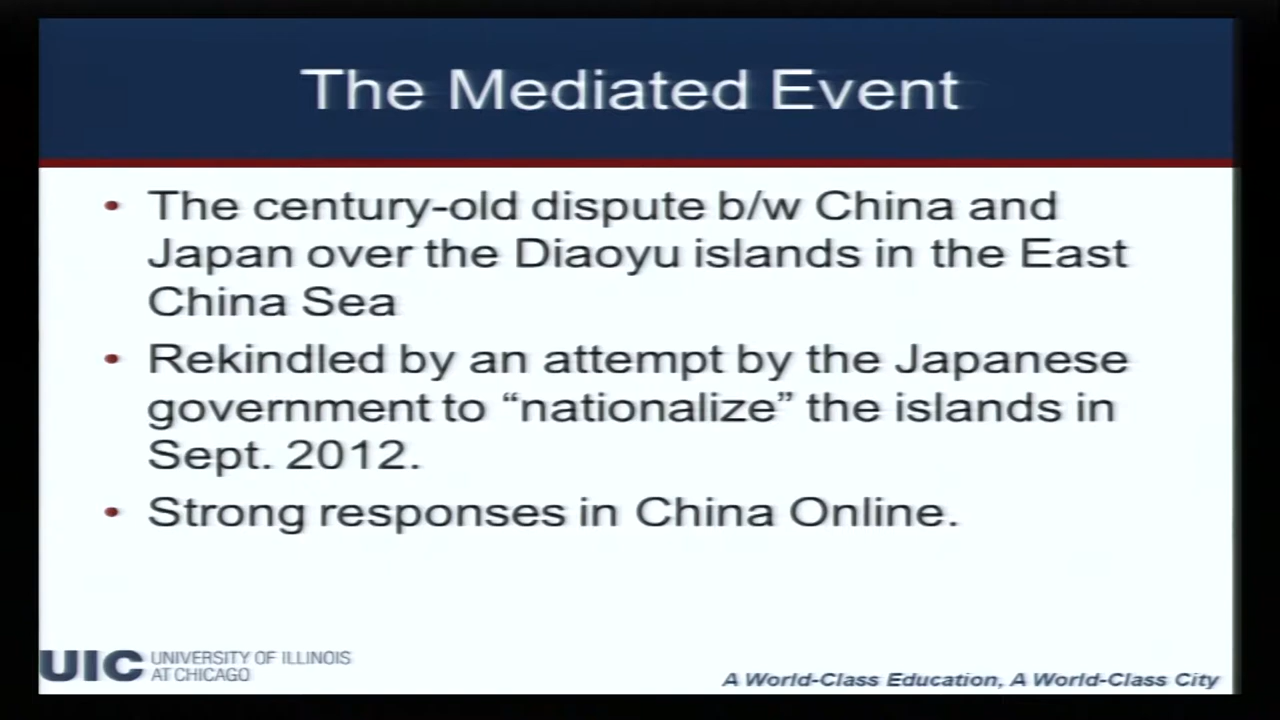 The Mediated Event
• The century-old dispute b/w China and
Japan over the Diaoyu islands in the East
China Sea
• Rekindled by an attempt by the Japanese
government to “nationalize” the islands in
Sept. 2012.
• Strong responses in China Online.
UIC UNIVERSITY OF ILLINOIS
AT CHICAGO
A World-Class Education, A World-Class City